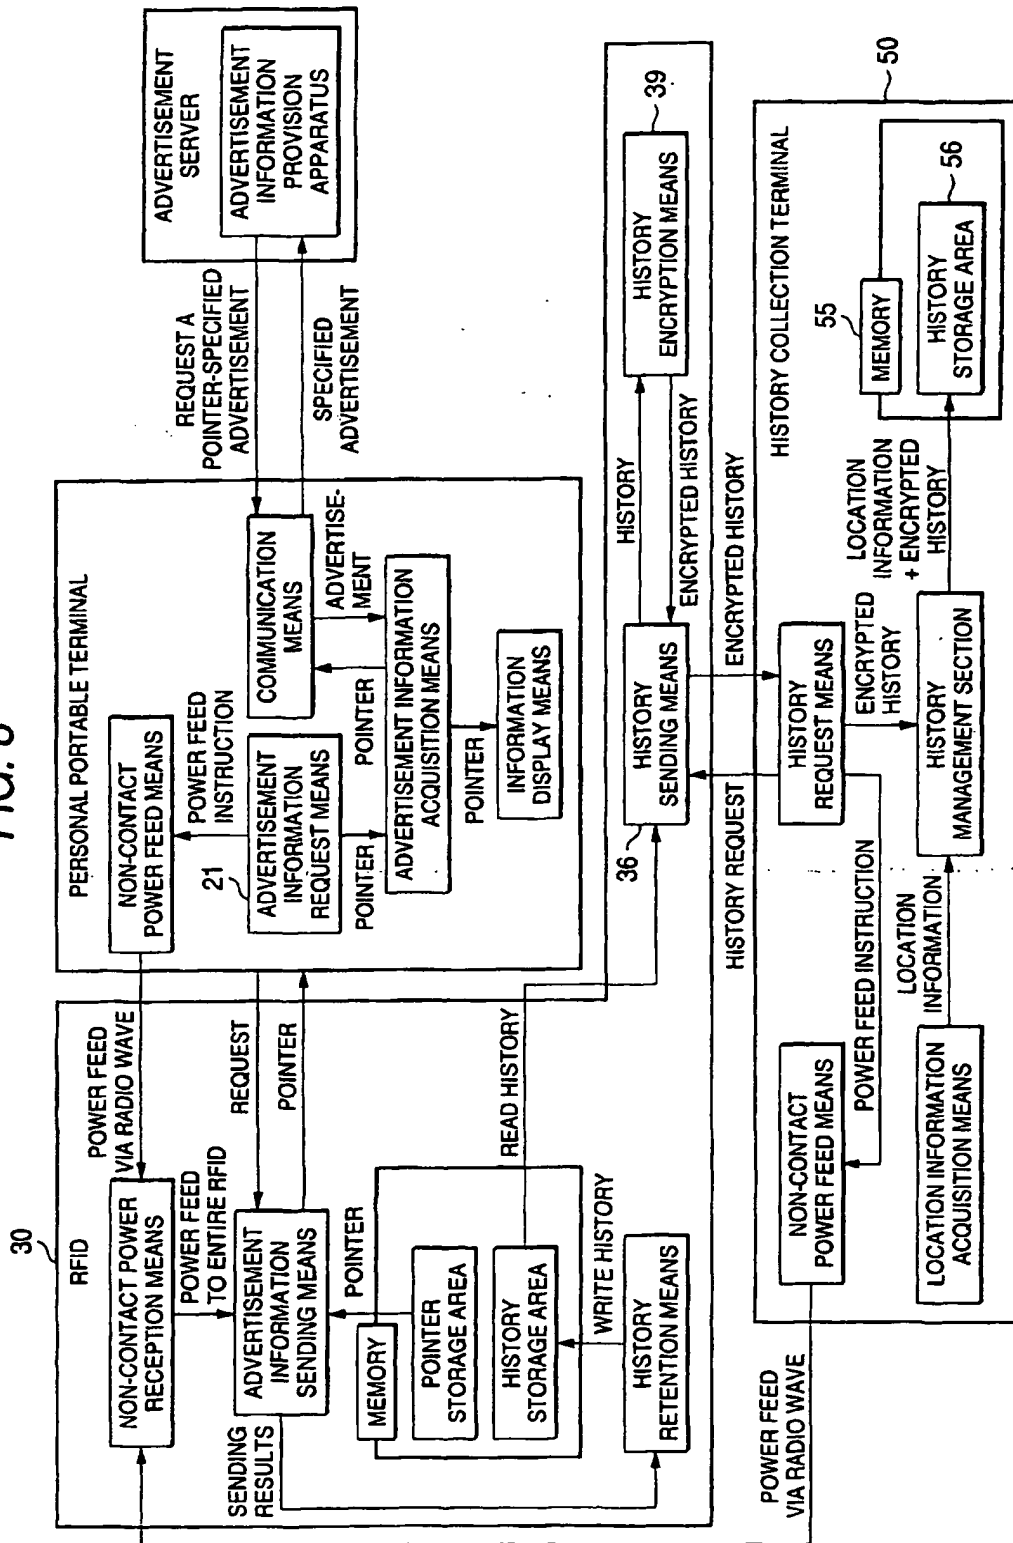 30
RFID
NON-CONTACT POWER
RECEPTION MEANS
POWER FEED
TO ENTIRE RFID
ADVERTISEMENT
INFORMATION
SENDING MEANS
SENDING
RESULTS
POINTER
MEMORY
POINTER
STORAGE AREA
HISTORY
STORAGE AREA
WRITE HISTORY
HISTORY
RETENTION MEANS
READ HISTORY
POWER FEED
VIA RADIO WAVE
REQUEST
POINTER
PERSONAL PORTABLE TERMINAL
NON-CONTACT
POWER FEED MEANS
POWER FEED
INSTRUCTION
21
ADVERTISEMENT
INFORMATION
REQUEST MEANS
POINTER
COMMUNICATION
MEANS
ADVERTISE-
MENT
POINTER
ADVERTISEMENT INFORMATION
ACQUISITION MEANS
POINTER
INFORMATION
DISPLAY MEANS
REQUEST A
POINTER-SPECIFIED
ADVERTISEMENT
SPECIFIED
ADVERTISEMENT
ADVERTISEMENT
SERVER
ADVERTISEMENT
INFORMATION
PROVISION
APPARATUS
36
HISTORY
SENDING MEANS
HISTORY
ENCRYPTED HISTORY
39
HISTORY
ENCRYPTION MEANS
HISTORY REQUEST
ENCRYPTED HISTORY
POWER FEED
VIA RADIO WAVE
50
HISTORY COLLECTION TERMINAL
NON-CONTACT
POWER FEED MEANS
POWER FEED INSTRUCTION
HISTORY
REQUEST MEANS
ENCRYPTED
HISTORY
LOCATION INFORMATION
ACQUISITION MEANS
LOCATION
INFORMATION
HISTORY
MANAGEMENT SECTION
LOCATION
INFORMATION
+ ENCRYPTED
HISTORY
55
MEMORY
56
HISTORY
STORAGE AREA